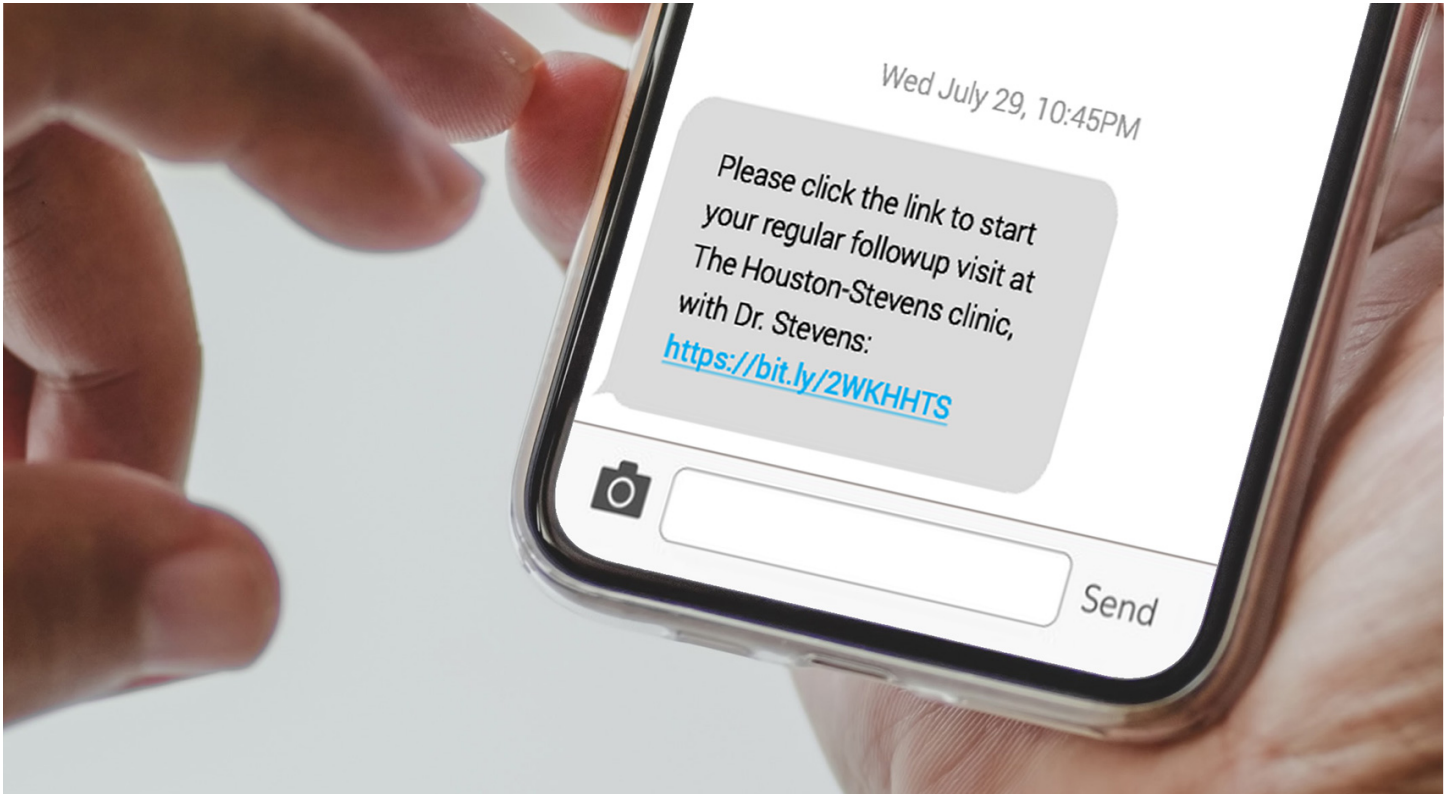 Wed July 29, 10:45PM
Please click the link to start
your regular followup visit at
The Houston-Stevens clinic,
with Dr. Stevens:
https://bit.ly/2WKHHTS
Send